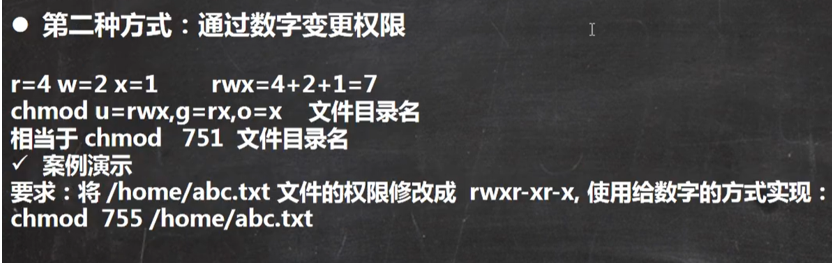 ● 第二种方式：通过数字变更权限
r=4 w=2 x=1 rwx=4+2+1=7
chmod u=rwx,g=rx,o=x 文件目录名
相当于 chmod 751 文件目录名
✓ 案例演示
要求：将 /home/abc.txt 文件的权限修改成 rwxr-xr-x, 使用给数字的方式实现：
chmod 755 /home/abc.txt